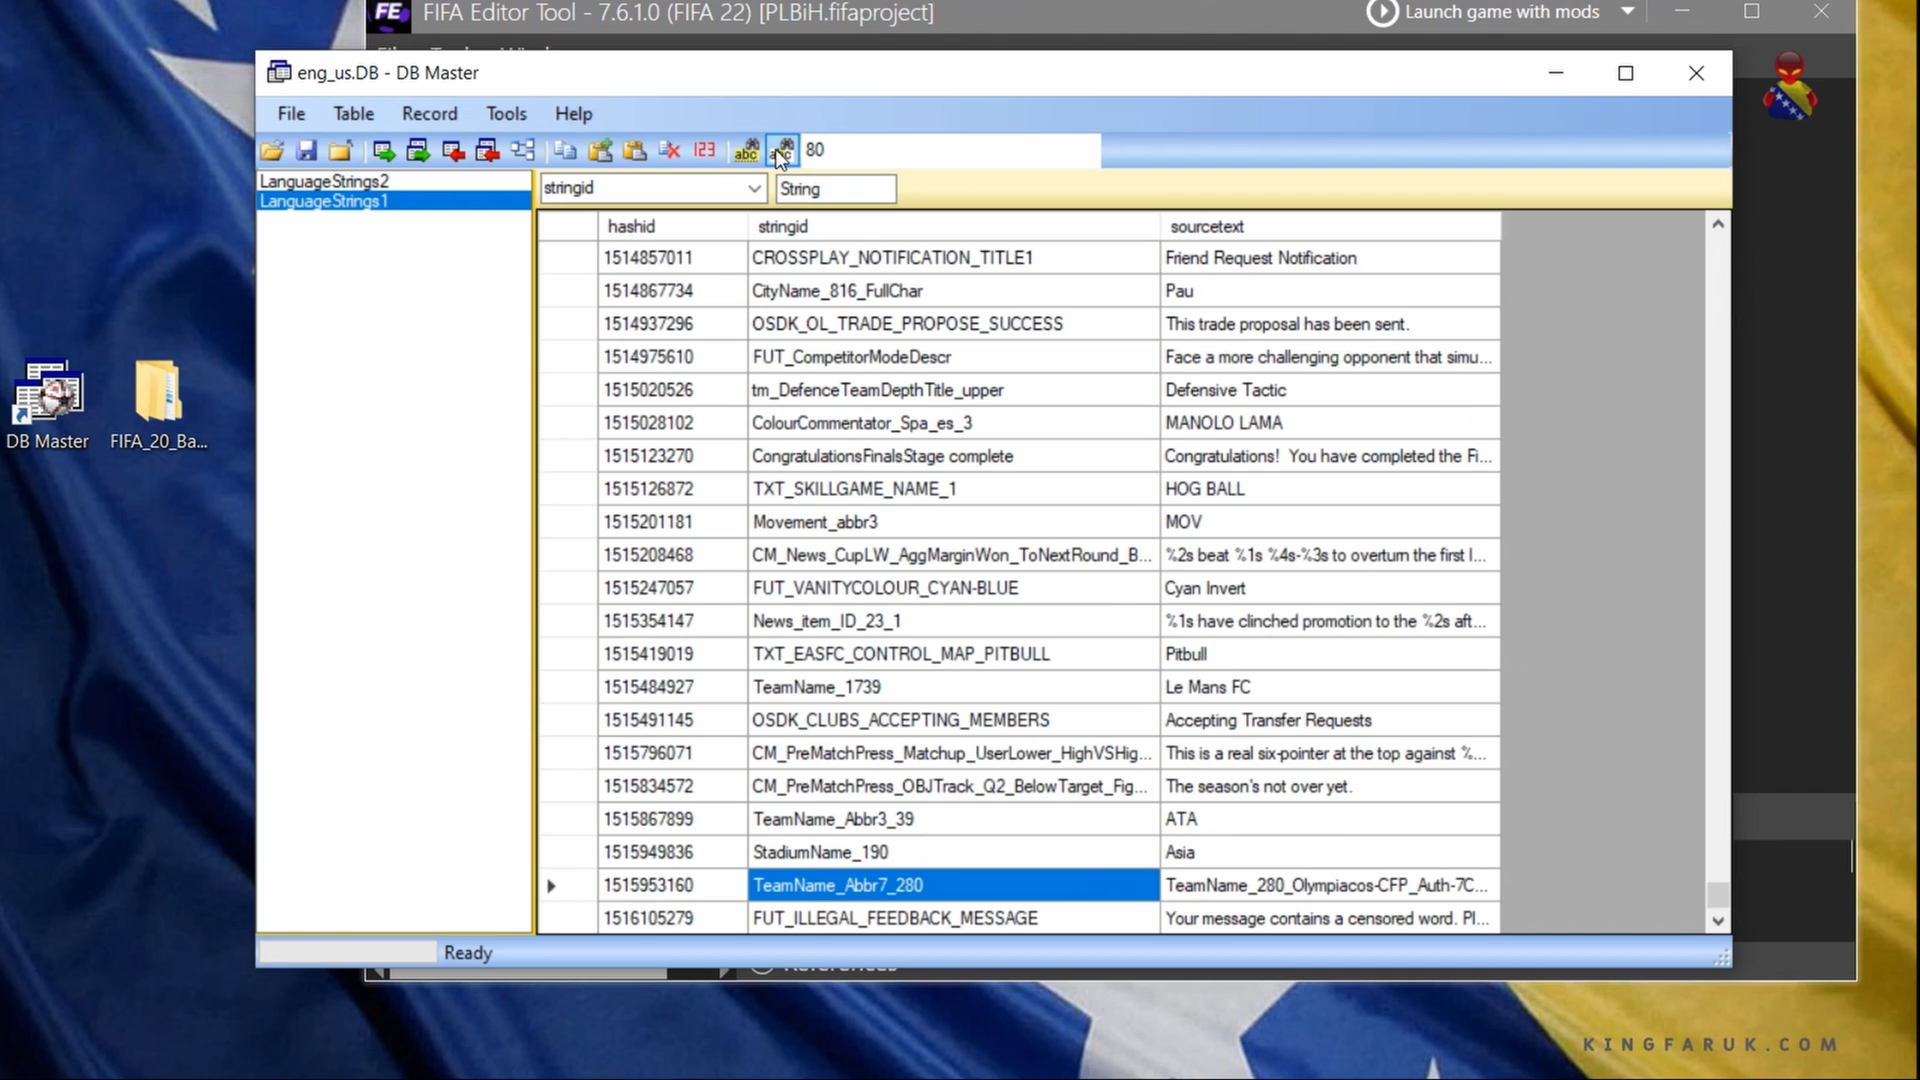 FE FIFA Editor Tool - 7.6.1.0 (FIFA 22) [PLBiH.fifaproject] Launch game with mods
eng_us.DB - DB Master
File Table Record Tools Help
123 abc abc 80
LanguageStrings2
LanguageStrings1
stringid String
hashid stringid sourcetext
1514857011 CROSSPLAY_NOTIFICATION_TITLE1 Friend Request Notification
1514867734 CityName_816_FullChar Pau
1514937296 OSDK_OL_TRADE_PROPOSE_SUCCESS This trade proposal has been sent.
1514975610 FUT_CompetitorModeDescr Face a more challenging opponent that simu...
1515020526 tm_DefenceTeamDepthTitle_upper Defensive Tactic
1515028102 ColourCommentator_Spa_es_3 MANOLO LAMA
1515123270 CongratulationsFinalsStage complete Congratulations! You have completed the Fi...
1515126872 TXT_SKILLGAME_NAME_1 HOG BALL
1515201181 Movement_abbr3 MOV
1515208468 CM_News_CupLW_AggMarginWon_ToNextRound_B... %2s beat %1s %4s-%3s to overturn the first l...
1515247057 FUT_VANITYCOLOUR_CYAN-BLUE Cyan Invert
1515354147 News_item_ID_23_1 %1s have clinched promotion to the %2s aft...
1515419019 TXT_EASFC_CONTROL_MAP_PITBULL Pitbull
1515484927 TeamName_1739 Le Mans FC
1515491145 OSDK_CLUBS_ACCEPTING_MEMBERS Accepting Transfer Requests
1515796071 CM_PreMatchPress_Matchup_UserLower_HighVSHig... This is a real six-pointer at the top against %...
1515834572 CM_PreMatchPress_OBJTrack_Q2_BelowTarget_Fig... The season's not over yet.
1515867899 TeamName_Abbr3_39 ATA
1515949836 StadiumName_190 Asia
1515953160 TeamName_Abbr7_280 TeamName_280_Olympiacos-CFP_Auth-7C...
1516105279 FUT_ILLEGAL_FEEDBACK_MESSAGE Your message contains a censored word. Pl...
Ready
DB Master FIFA_20_Ba...
KINGFARUK.COM